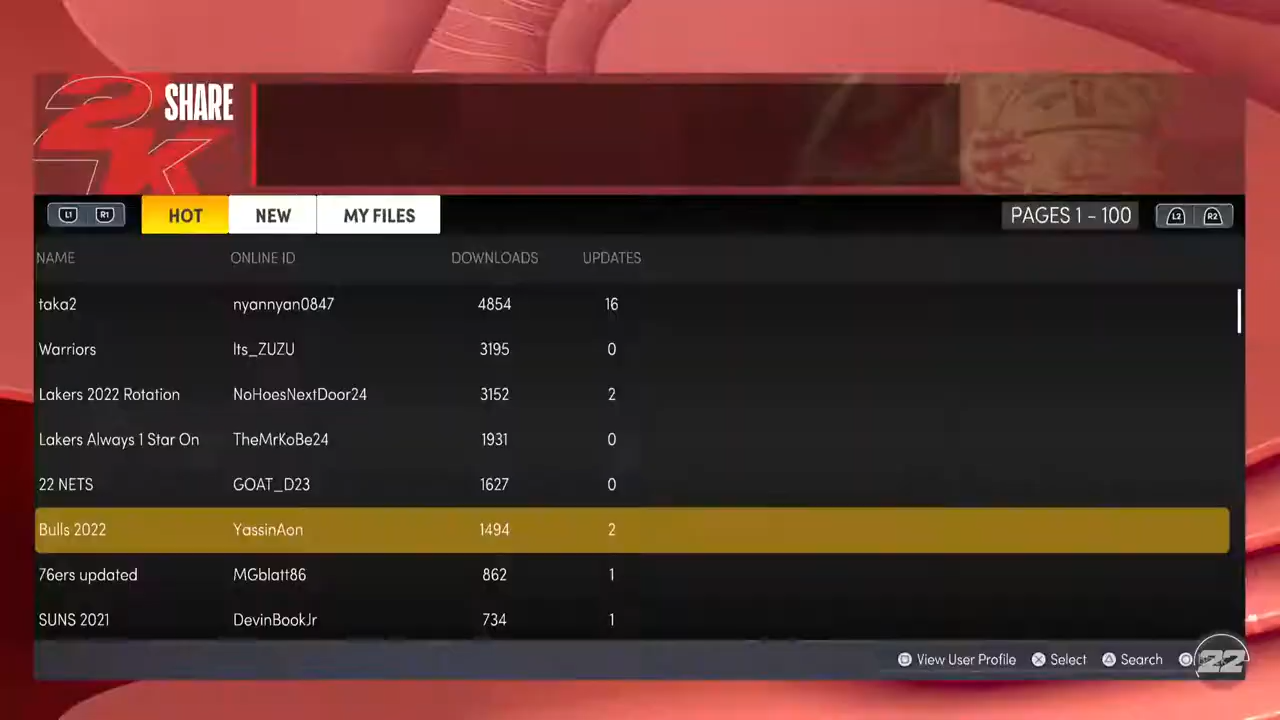 2K SHARE
L1 R1 HOT NEW MY FILES PAGES 1 - 100 L2 R2
NAME ONLINE ID DOWNLOADS UPDATES
taka2 nyannyan0847 4854 16
Warriors Its_ZUZU 3195 0
Lakers 2022 Rotation NoHoesNextDoor24 3152 2
Lakers Always 1 Star On TheMrKoBe24 1931 0
22 NETS GOAT_D23 1627 0
Bulls 2022 YassinAon 1494 2
76ers updated MGblatt86 862 1
SUNS 2021 DevinBookJr 734 1
View User Profile Select Search
22